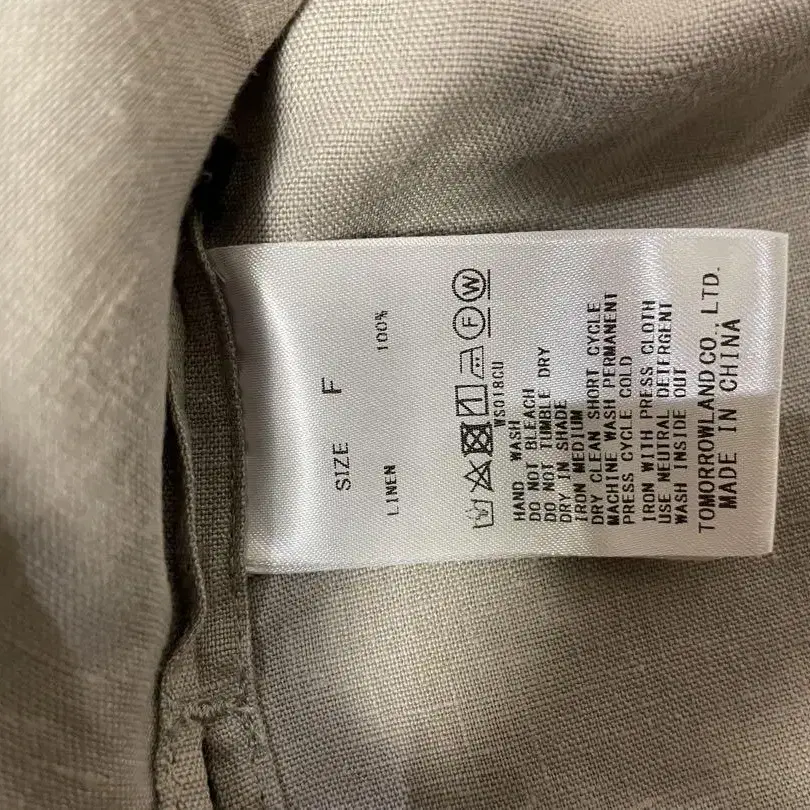 SIZE F
LINEN 100%
F W
WS018CU
HAND WASH
DO NOT BLEACH
DO NOT TUMBLE DRY
DRY IN SHADE
IRON MEDIUM
DRY CLEAN SHORT CYCLE
MACHINE WASH PERMANENT
PRESS CYCLE COLD
IRON WITH PRESS CLOTH
USE NEUTRAL DETERGENT
WASH INSIDE OUT
TOMORROWLAND CO., LTD.
MADE IN CHINA